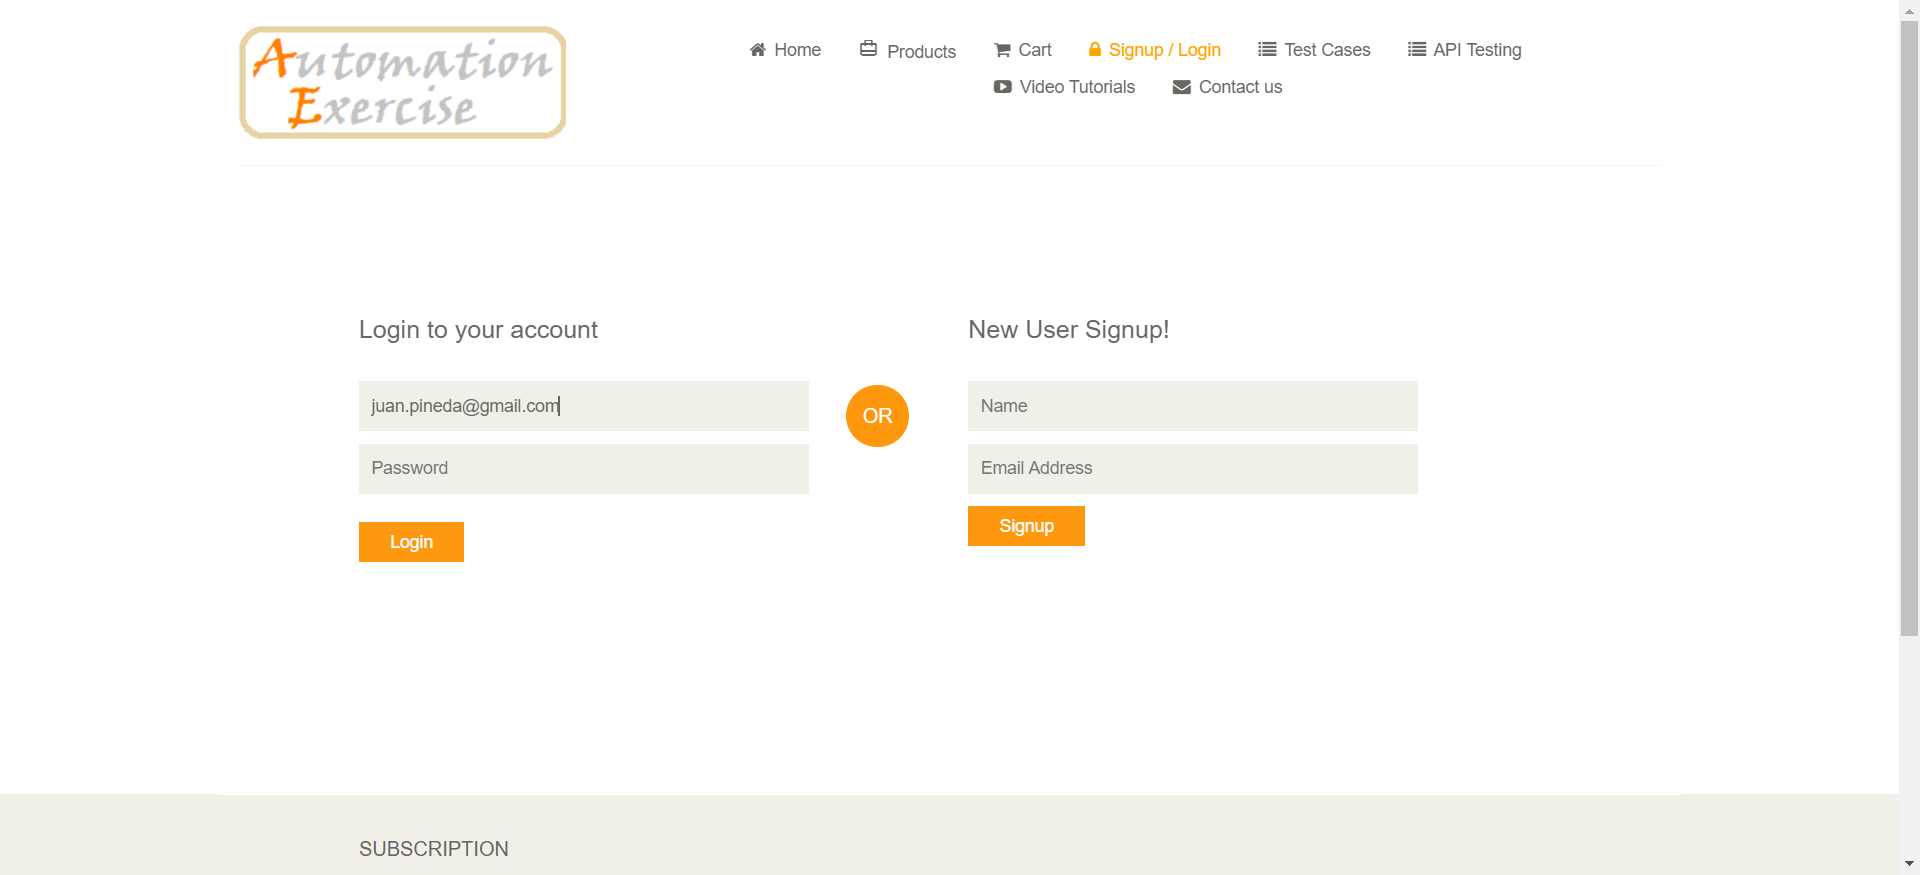 Automation
Exercise
Home
Products
Cart
Signup / Login
Test Cases
API Testing
Video Tutorials
Contact us
Login to your account
juan.pineda@gmail.com
Password
Login
OR
New User Signup!
Name
Email Address
Signup
SUBSCRIPTION